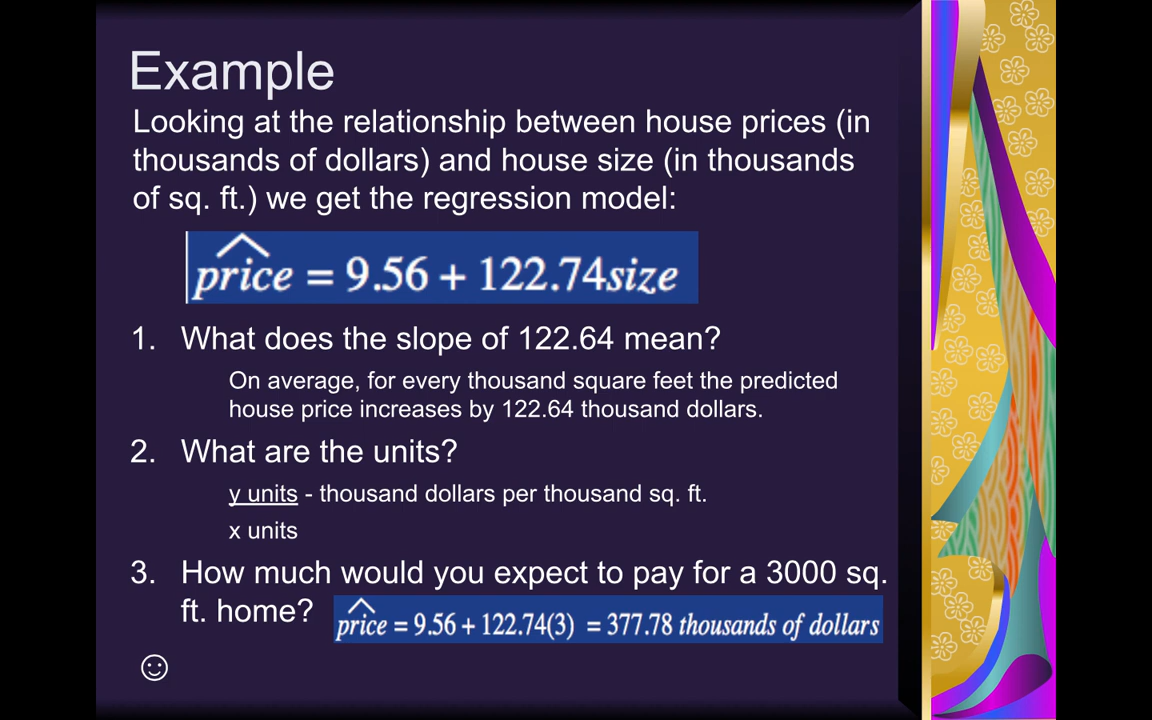 Example
Looking at the relationship between house prices (in
thousands of dollars) and house size (in thousands
of sq. ft.) we get the regression model:
price = 9.56 + 122.74size
1. What does the slope of 122.64 mean?
On average, for every thousand square feet the predicted
house price increases by 122.64 thousand dollars.
2. What are the units?
y units - thousand dollars per thousand sq. ft.
x units
3. How much would you expect to pay for a 3000 sq.
ft. home?
price = 9.56 + 122.74(3) = 377.78 thousands of dollars
☺